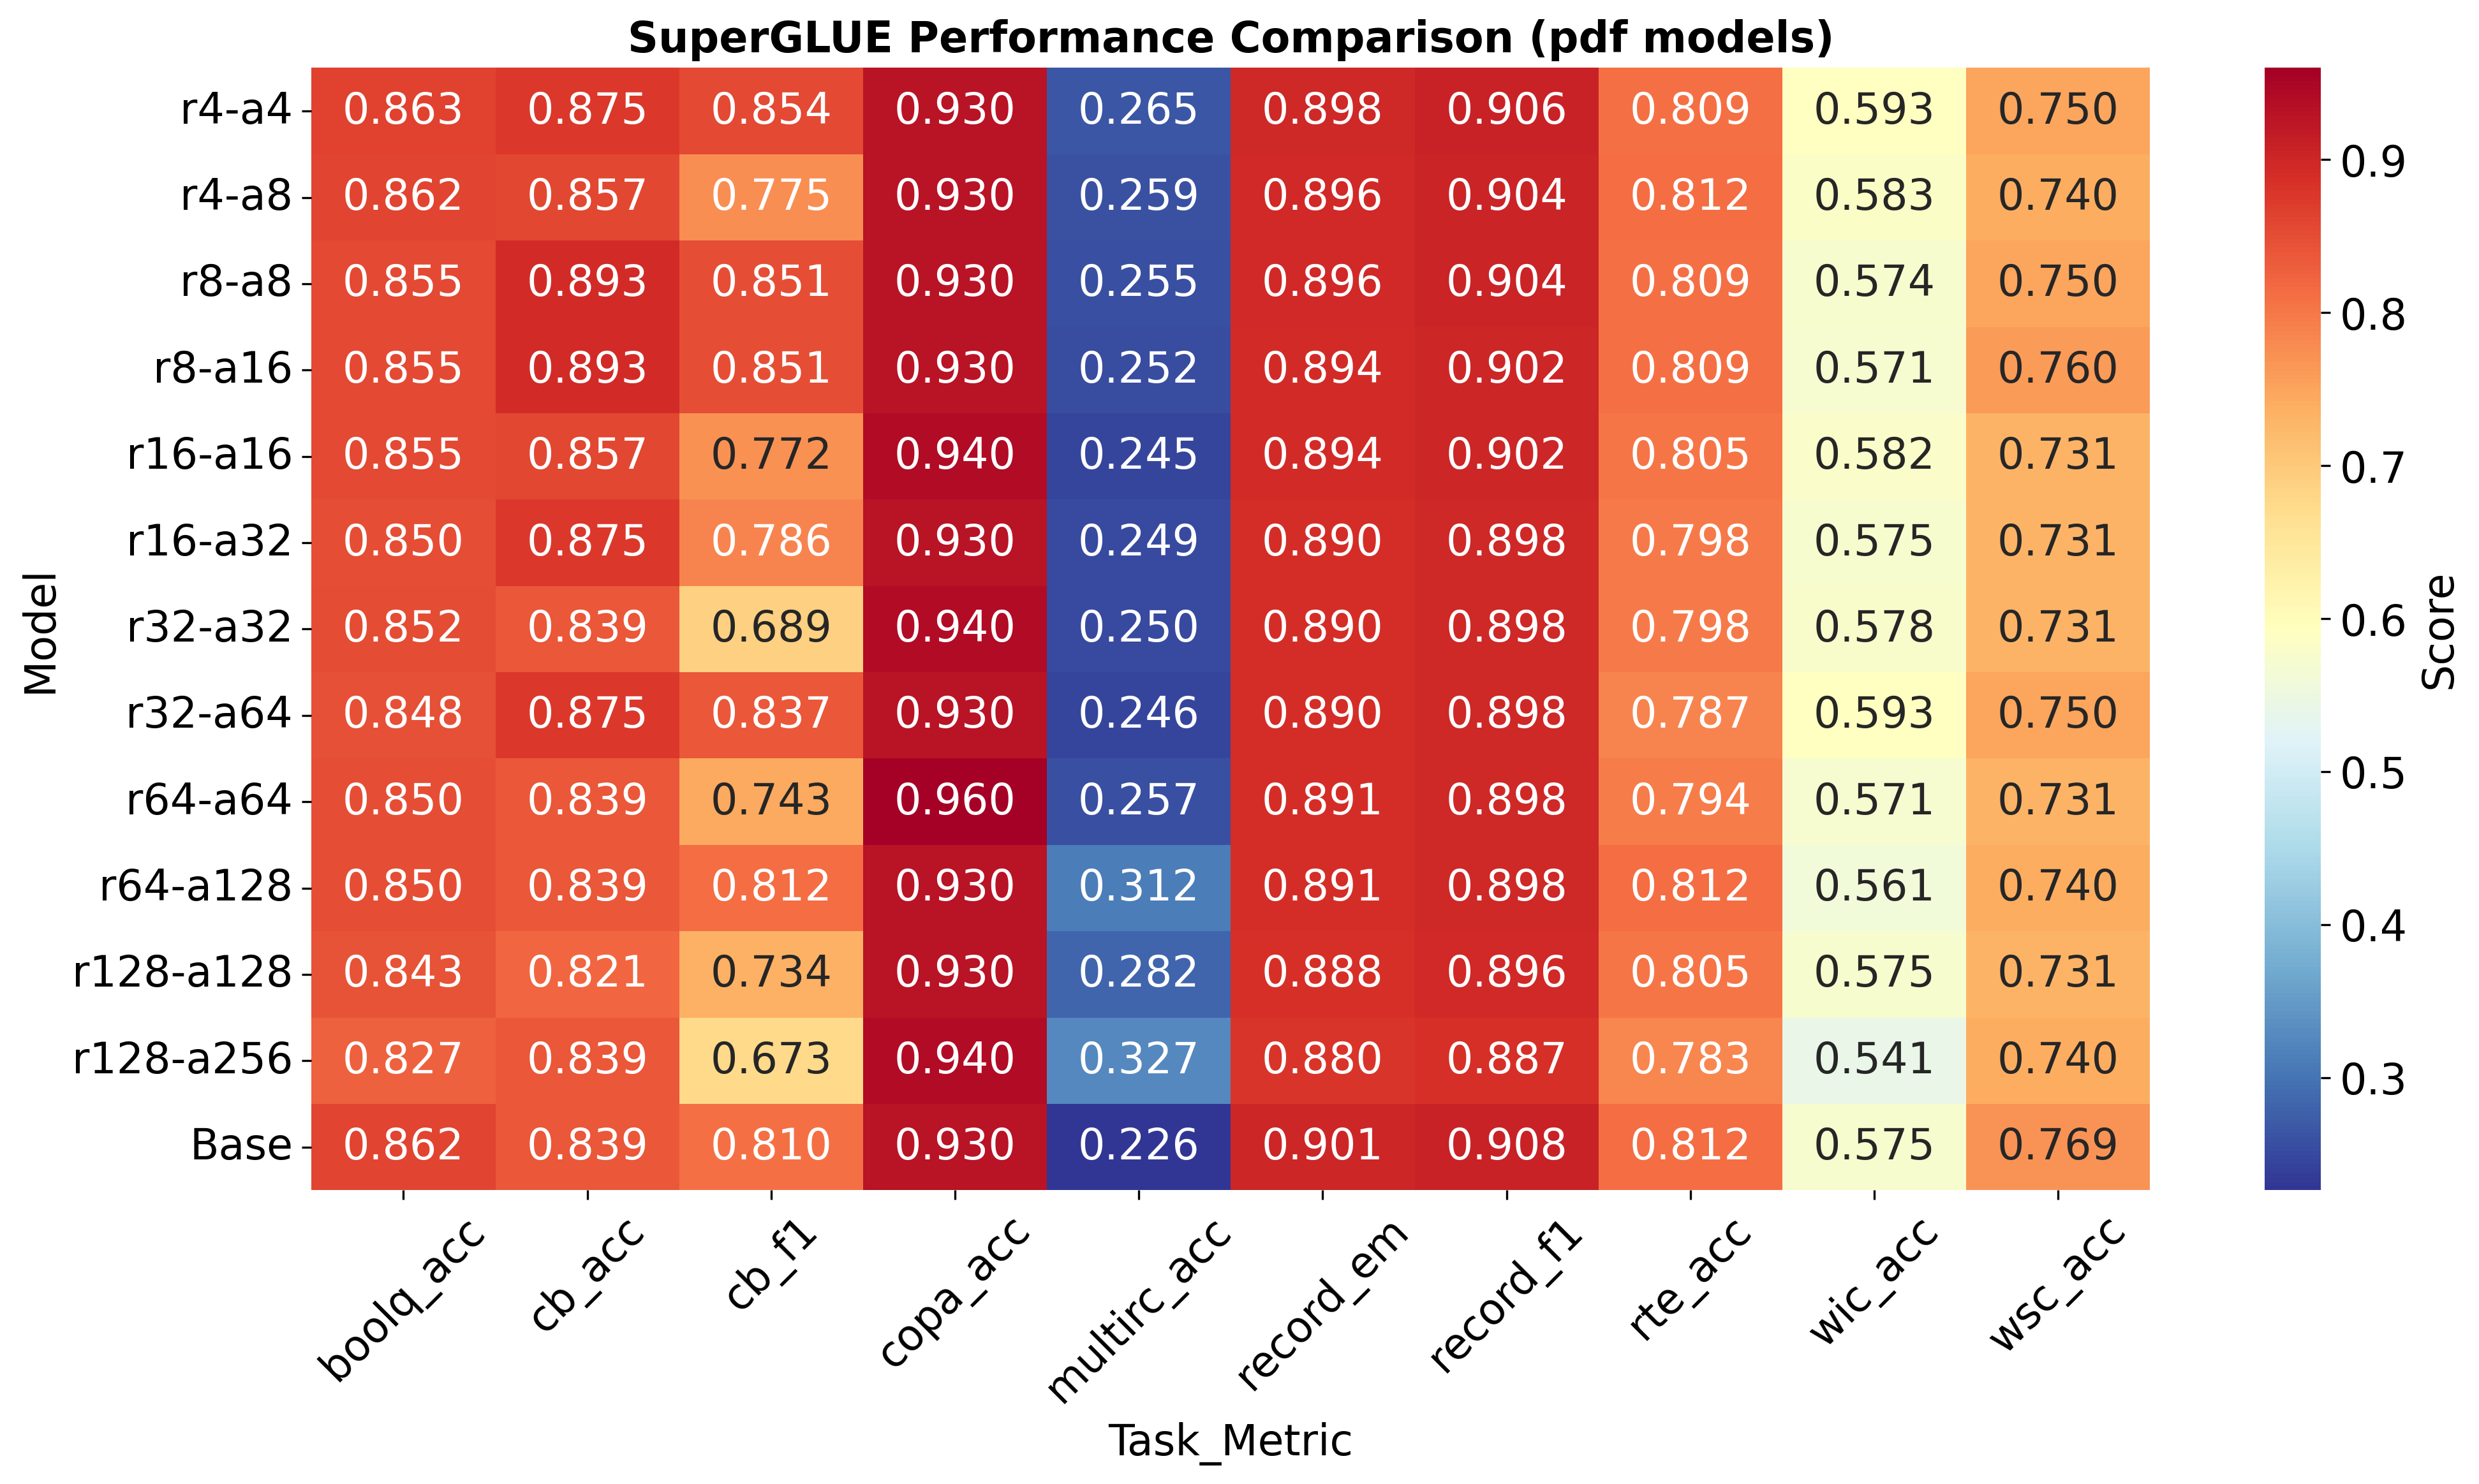 SuperGLUE Performance Comparison (pdf models)
r4-a4 0.863 0.875 0.854 0.930 0.265 0.898 0.906 0.809 0.593 0.750
r4-a8 0.862 0.857 0.775 0.930 0.259 0.896 0.904 0.812 0.583 0.740
r8-a8 0.855 0.893 0.851 0.930 0.255 0.896 0.904 0.809 0.574 0.750
r8-a16 0.855 0.893 0.851 0.930 0.252 0.894 0.902 0.809 0.571 0.760
r16-a16 0.855 0.857 0.772 0.940 0.245 0.894 0.902 0.805 0.582 0.731
r16-a32 0.850 0.875 0.786 0.930 0.249 0.890 0.898 0.798 0.575 0.731
r32-a32 0.852 0.839 0.689 0.940 0.250 0.890 0.898 0.798 0.578 0.731
r32-a64 0.848 0.875 0.837 0.930 0.246 0.890 0.898 0.787 0.593 0.750
r64-a64 0.850 0.839 0.743 0.960 0.257 0.891 0.898 0.794 0.571 0.731
r64-a128 0.850 0.839 0.812 0.930 0.312 0.891 0.898 0.812 0.561 0.740
r128-a128 0.843 0.821 0.734 0.930 0.282 0.888 0.896 0.805 0.575 0.731
r128-a256 0.827 0.839 0.673 0.940 0.327 0.880 0.887 0.783 0.541 0.740
Base 0.862 0.839 0.810 0.930 0.226 0.901 0.908 0.812 0.575 0.769
boolq_acc cb_acc cb_f1 copa_acc multirc_acc record_em record_f1 rte_acc wic_acc wsc_acc
Task_Metric
Model
0.9
0.8
0.7
0.6
0.5
0.4
0.3
Score